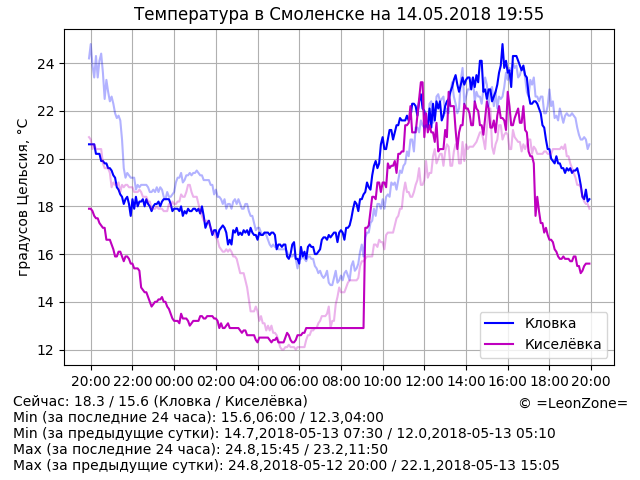 Температура в Смоленске на 14.05.2018 19:55
градусов Цельсия, °C
24
22
20
18
16
14
12
Кловка
Киселёвка
20:00 22:00 00:00 02:00 04:00 06:00 08:00 10:00 12:00 14:00 16:00 18:00 20:00
Сейчас: 18.3 / 15.6 (Кловка / Киселёвка)
© =LeonZone=
Min (за последние 24 часа): 15.6,06:00 / 12.3,04:00
Min (за предыдущие сутки): 14.7,2018-05-13 07:30 / 12.0,2018-05-13 05:10
Max (за последние 24 часа): 24.8,15:45 / 23.2,11:50
Max (за предыдущие сутки): 24.8,2018-05-12 20:00 / 22.1,2018-05-13 15:05